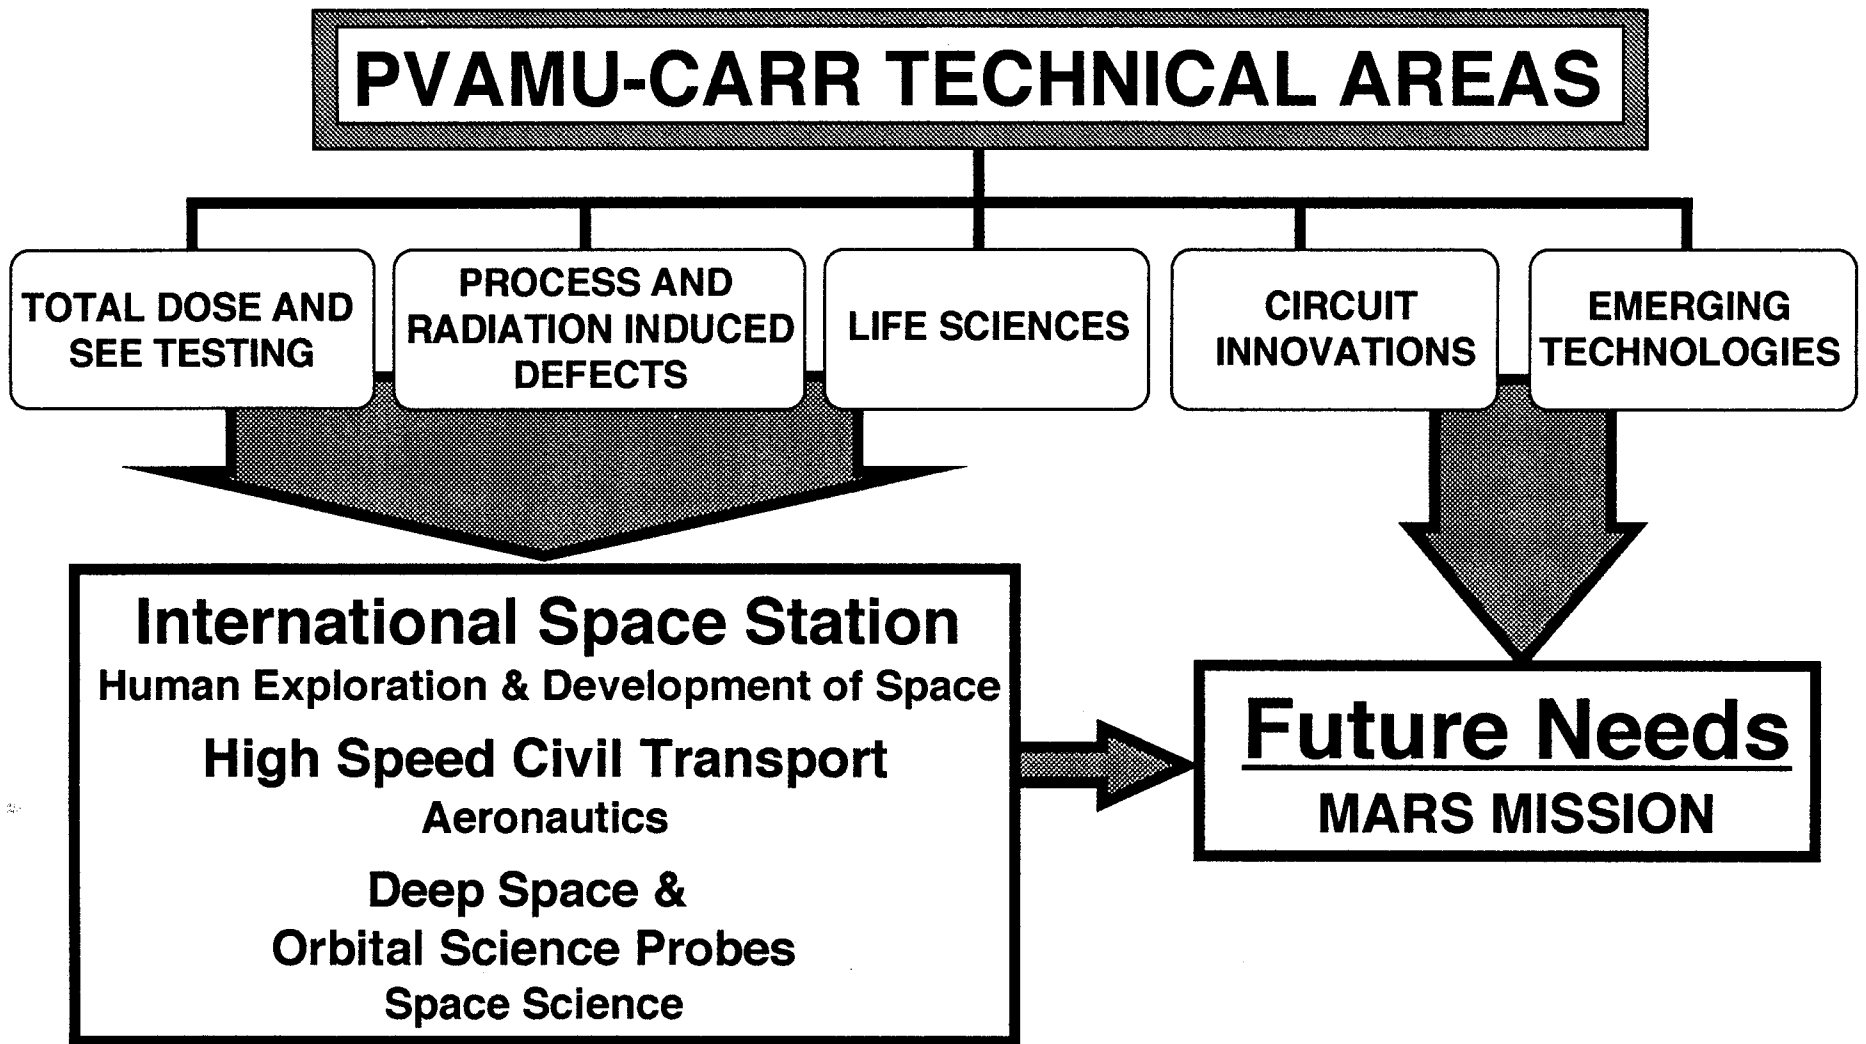 PVAMU-CARR TECHNICAL AREAS
TOTAL DOSE AND
SEE TESTING
PROCESS AND
RADIATION INDUCED
DEFECTS
LIFE SCIENCES
CIRCUIT
INNOVATIONS
EMERGING
TECHNOLOGIES
International Space Station
Human Exploration & Development of Space
High Speed Civil Transport
Aeronautics
Deep Space &
Orbital Science Probes
Space Science
Future Needs
MARS MISSION